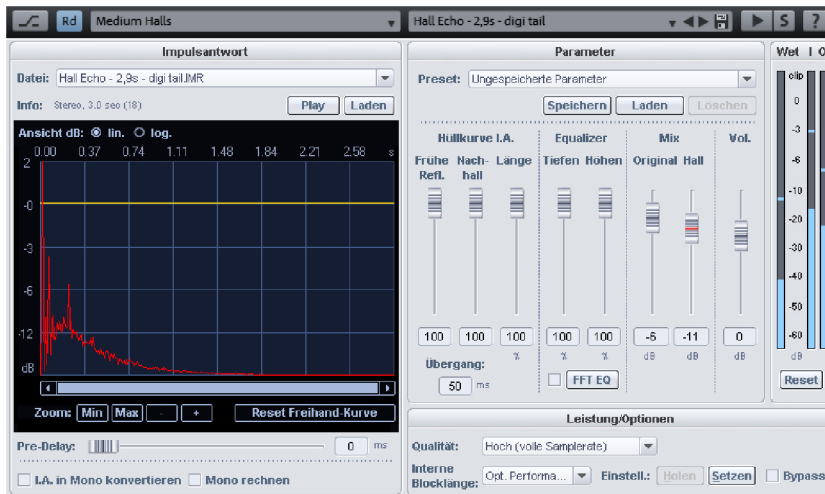 Rd Medium Halls Hall Echo - 2,9s - digi tail S ?
Impulsantwort
Datei: Hall Echo - 2,9s - digi tail.IMR
Info: Stereo, 3.0 sec (18) Play Laden
Ansicht dB: lin. log.
0.00 0.37 0.74 1.11 1.48 1.84 2.21 2.58 s
2
-0
-3
-6
-12
dB
Zoom: Min Max - + Reset Freihand-Kurve
Pre-Delay: 0 ms
I.A. in Mono konvertieren Mono rechnen
Parameter
Preset: Ungespeicherte Parameter
Speichern Laden Löschen
Hüllkurve I.A. Equalizer Mix Vol.
Frühe Nach- Länge Tiefen Höhen Original Hall
Refl. hall
100 100 100 100 100 -6 -11 0
% % % dB dB dB
Übergang:
50 ms FFT EQ
Leistung/Optionen
Qualität: Hoch (volle Samplerate)
Interne
Blocklänge: Opt. Performa... Einstell.: Holen Setzen Bypass
Wet I O
clip
0
-3
-6
-10
-20
-30
-40
-50
-60
dB
Reset